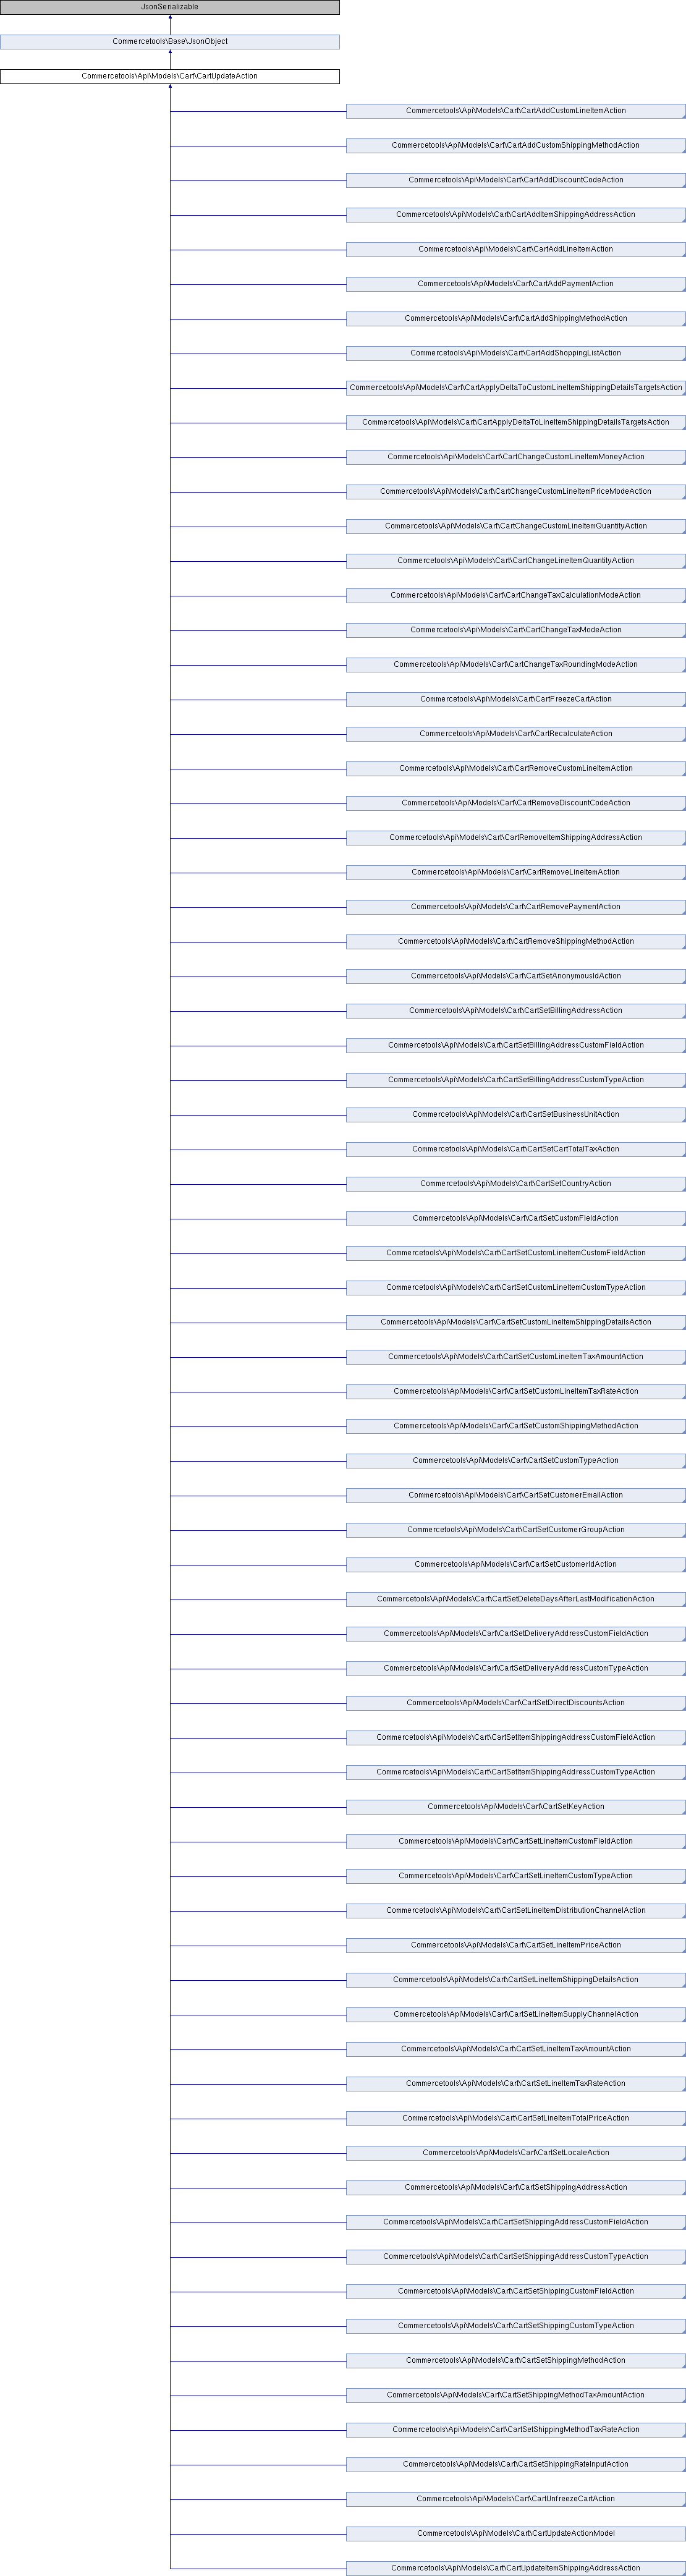 JsonSerializable
Commercetools\Base\JsonObject
Commercetools\Api\Models\Cart\CartUpdateAction
Commercetools\Api\Models\Cart\CartAddCustomLineItemAction
Commercetools\Api\Models\Cart\CartAddCustomShippingMethodAction
Commercetools\Api\Models\Cart\CartAddDiscountCodeAction
Commercetools\Api\Models\Cart\CartAddItemShippingAddressAction
Commercetools\Api\Models\Cart\CartAddLineItemAction
Commercetools\Api\Models\Cart\CartAddPaymentAction
Commercetools\Api\Models\Cart\CartAddShippingMethodAction
Commercetools\Api\Models\Cart\CartAddShoppingListAction
Commercetools\Api\Models\Cart\CartApplyDeltaToCustomLineItemShippingDetailsTargetsAction
Commercetools\Api\Models\Cart\CartApplyDeltaToLineItemShippingDetailsTargetsAction
Commercetools\Api\Models\Cart\CartChangeCustomLineItemMoneyAction
Commercetools\Api\Models\Cart\CartChangeCustomLineItemPriceModeAction
Commercetools\Api\Models\Cart\CartChangeCustomLineItemQuantityAction
Commercetools\Api\Models\Cart\CartChangeLineItemQuantityAction
Commercetools\Api\Models\Cart\CartChangeTaxCalculationModeAction
Commercetools\Api\Models\Cart\CartChangeTaxModeAction
Commercetools\Api\Models\Cart\CartChangeTaxRoundingModeAction
Commercetools\Api\Models\Cart\CartFreezeCartAction
Commercetools\Api\Models\Cart\CartRecalculateAction
Commercetools\Api\Models\Cart\CartRemoveCustomLineItemAction
Commercetools\Api\Models\Cart\CartRemoveDiscountCodeAction
Commercetools\Api\Models\Cart\CartRemoveItemShippingAddressAction
Commercetools\Api\Models\Cart\CartRemoveLineItemAction
Commercetools\Api\Models\Cart\CartRemovePaymentAction
Commercetools\Api\Models\Cart\CartRemoveShippingMethodAction
Commercetools\Api\Models\Cart\CartSetAnonymousIdAction
Commercetools\Api\Models\Cart\CartSetBillingAddressAction
Commercetools\Api\Models\Cart\CartSetBillingAddressCustomFieldAction
Commercetools\Api\Models\Cart\CartSetBillingAddressCustomTypeAction
Commercetools\Api\Models\Cart\CartSetBusinessUnitAction
Commercetools\Api\Models\Cart\CartSetCartTotalTaxAction
Commercetools\Api\Models\Cart\CartSetCountryAction
Commercetools\Api\Models\Cart\CartSetCustomFieldAction
Commercetools\Api\Models\Cart\CartSetCustomLineItemCustomFieldAction
Commercetools\Api\Models\Cart\CartSetCustomLineItemCustomTypeAction
Commercetools\Api\Models\Cart\CartSetCustomLineItemShippingDetailsAction
Commercetools\Api\Models\Cart\CartSetCustomLineItemTaxAmountAction
Commercetools\Api\Models\Cart\CartSetCustomLineItemTaxRateAction
Commercetools\Api\Models\Cart\CartSetCustomShippingMethodAction
Commercetools\Api\Models\Cart\CartSetCustomTypeAction
Commercetools\Api\Models\Cart\CartSetCustomerEmailAction
Commercetools\Api\Models\Cart\CartSetCustomerGroupAction
Commercetools\Api\Models\Cart\CartSetCustomerIdAction
Commercetools\Api\Models\Cart\CartSetDeleteDaysAfterLastModificationAction
Commercetools\Api\Models\Cart\CartSetDeliveryAddressCustomFieldAction
Commercetools\Api\Models\Cart\CartSetDeliveryAddressCustomTypeAction
Commercetools\Api\Models\Cart\CartSetDirectDiscountsAction
Commercetools\Api\Models\Cart\CartSetItemShippingAddressCustomFieldAction
Commercetools\Api\Models\Cart\CartSetItemShippingAddressCustomTypeAction
Commercetools\Api\Models\Cart\CartSetKeyAction
Commercetools\Api\Models\Cart\CartSetLineItemCustomFieldAction
Commercetools\Api\Models\Cart\CartSetLineItemCustomTypeAction
Commercetools\Api\Models\Cart\CartSetLineItemDistributionChannelAction
Commercetools\Api\Models\Cart\CartSetLineItemPriceAction
Commercetools\Api\Models\Cart\CartSetLineItemShippingDetailsAction
Commercetools\Api\Models\Cart\CartSetLineItemSupplyChannelAction
Commercetools\Api\Models\Cart\CartSetLineItemTaxAmountAction
Commercetools\Api\Models\Cart\CartSetLineItemTaxRateAction
Commercetools\Api\Models\Cart\CartSetLineItemTotalPriceAction
Commercetools\Api\Models\Cart\CartSetLocaleAction
Commercetools\Api\Models\Cart\CartSetShippingAddressAction
Commercetools\Api\Models\Cart\CartSetShippingAddressCustomFieldAction
Commercetools\Api\Models\Cart\CartSetShippingAddressCustomTypeAction
Commercetools\Api\Models\Cart\CartSetShippingCustomFieldAction
Commercetools\Api\Models\Cart\CartSetShippingCustomTypeAction
Commercetools\Api\Models\Cart\CartSetShippingMethodAction
Commercetools\Api\Models\Cart\CartSetShippingMethodTaxAmountAction
Commercetools\Api\Models\Cart\CartSetShippingMethodTaxRateAction
Commercetools\Api\Models\Cart\CartSetShippingRateInputAction
Commercetools\Api\Models\Cart\CartUnfreezeCartAction
Commercetools\Api\Models\Cart\CartUpdateActionModel
Commercetools\Api\Models\Cart\CartUpdateItemShippingAddressAction